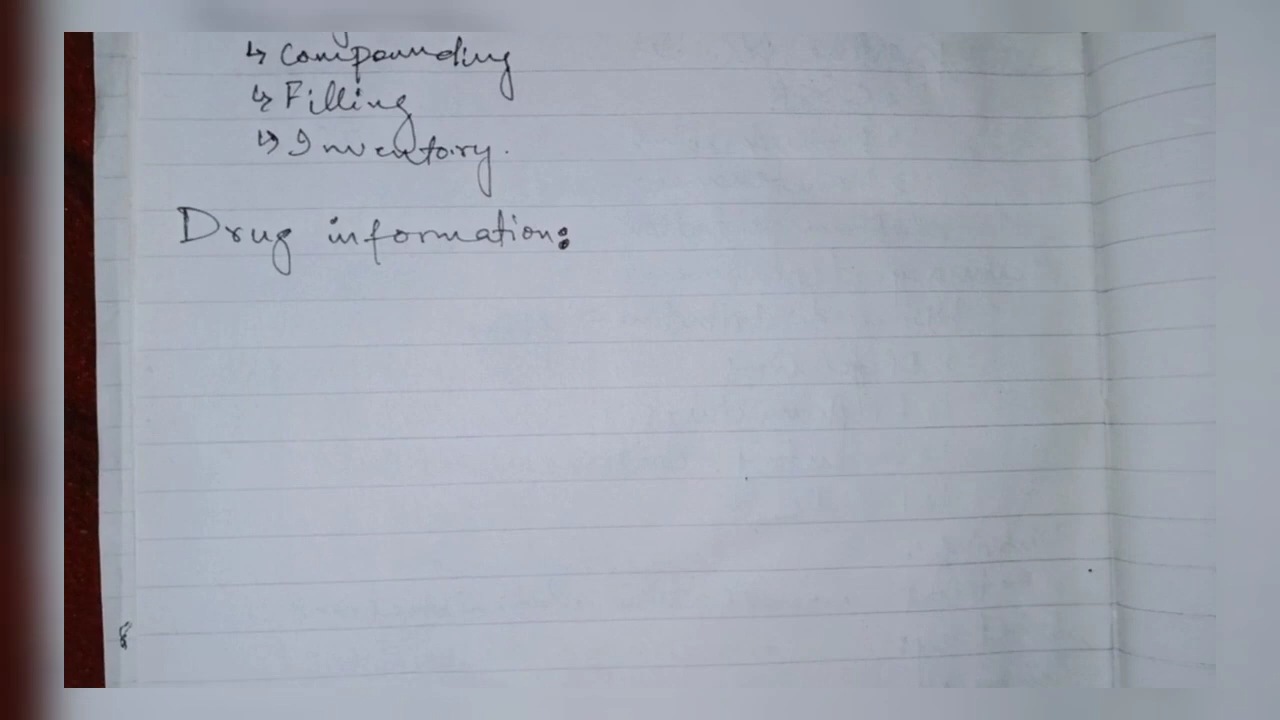 ↳ Compounding
↳ Filling
↳ Inventory.
Drug information: